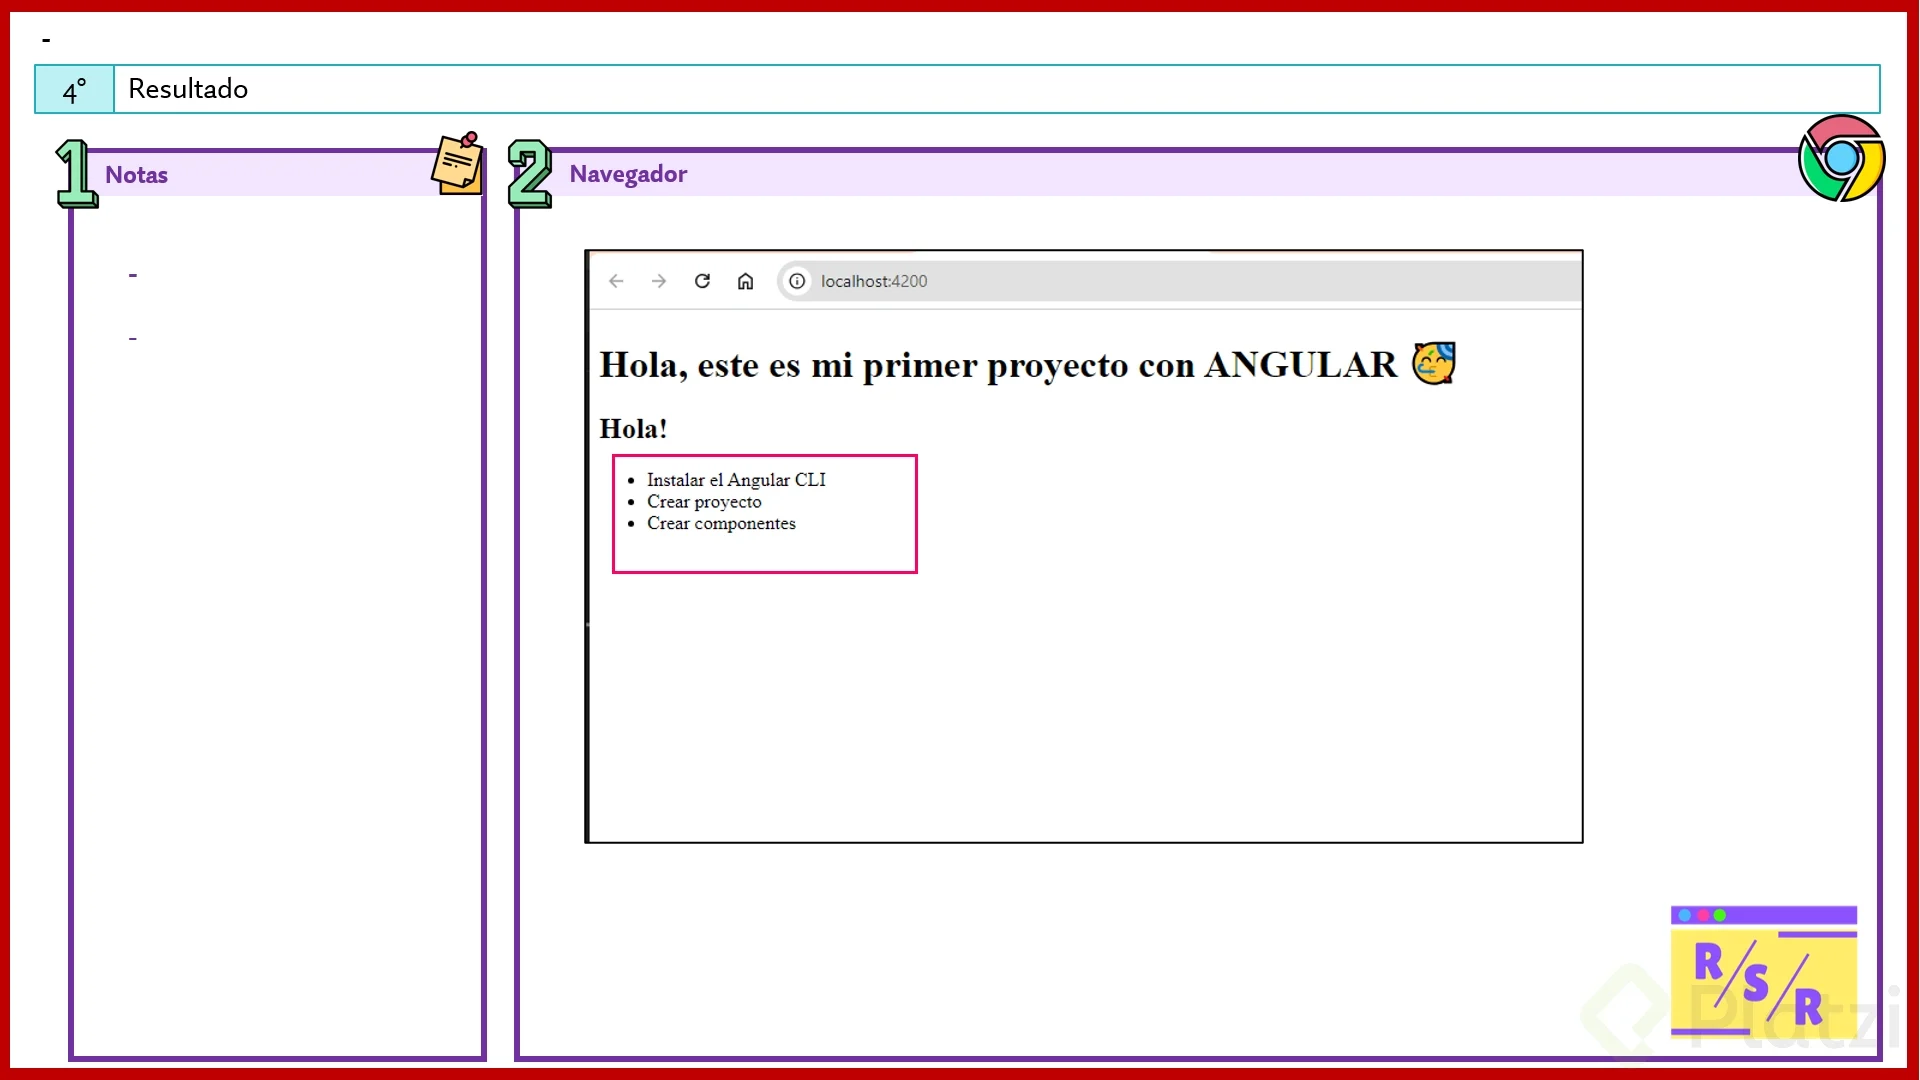 -
4° Resultado
1 Notas
-
-
2 Navegador
localhost:4200
Hola, este es mi primer proyecto con ANGULAR 🥳
Hola!
• Instalar el Angular CLI
• Crear proyecto
• Crear componentes
R/S/R
Platzi